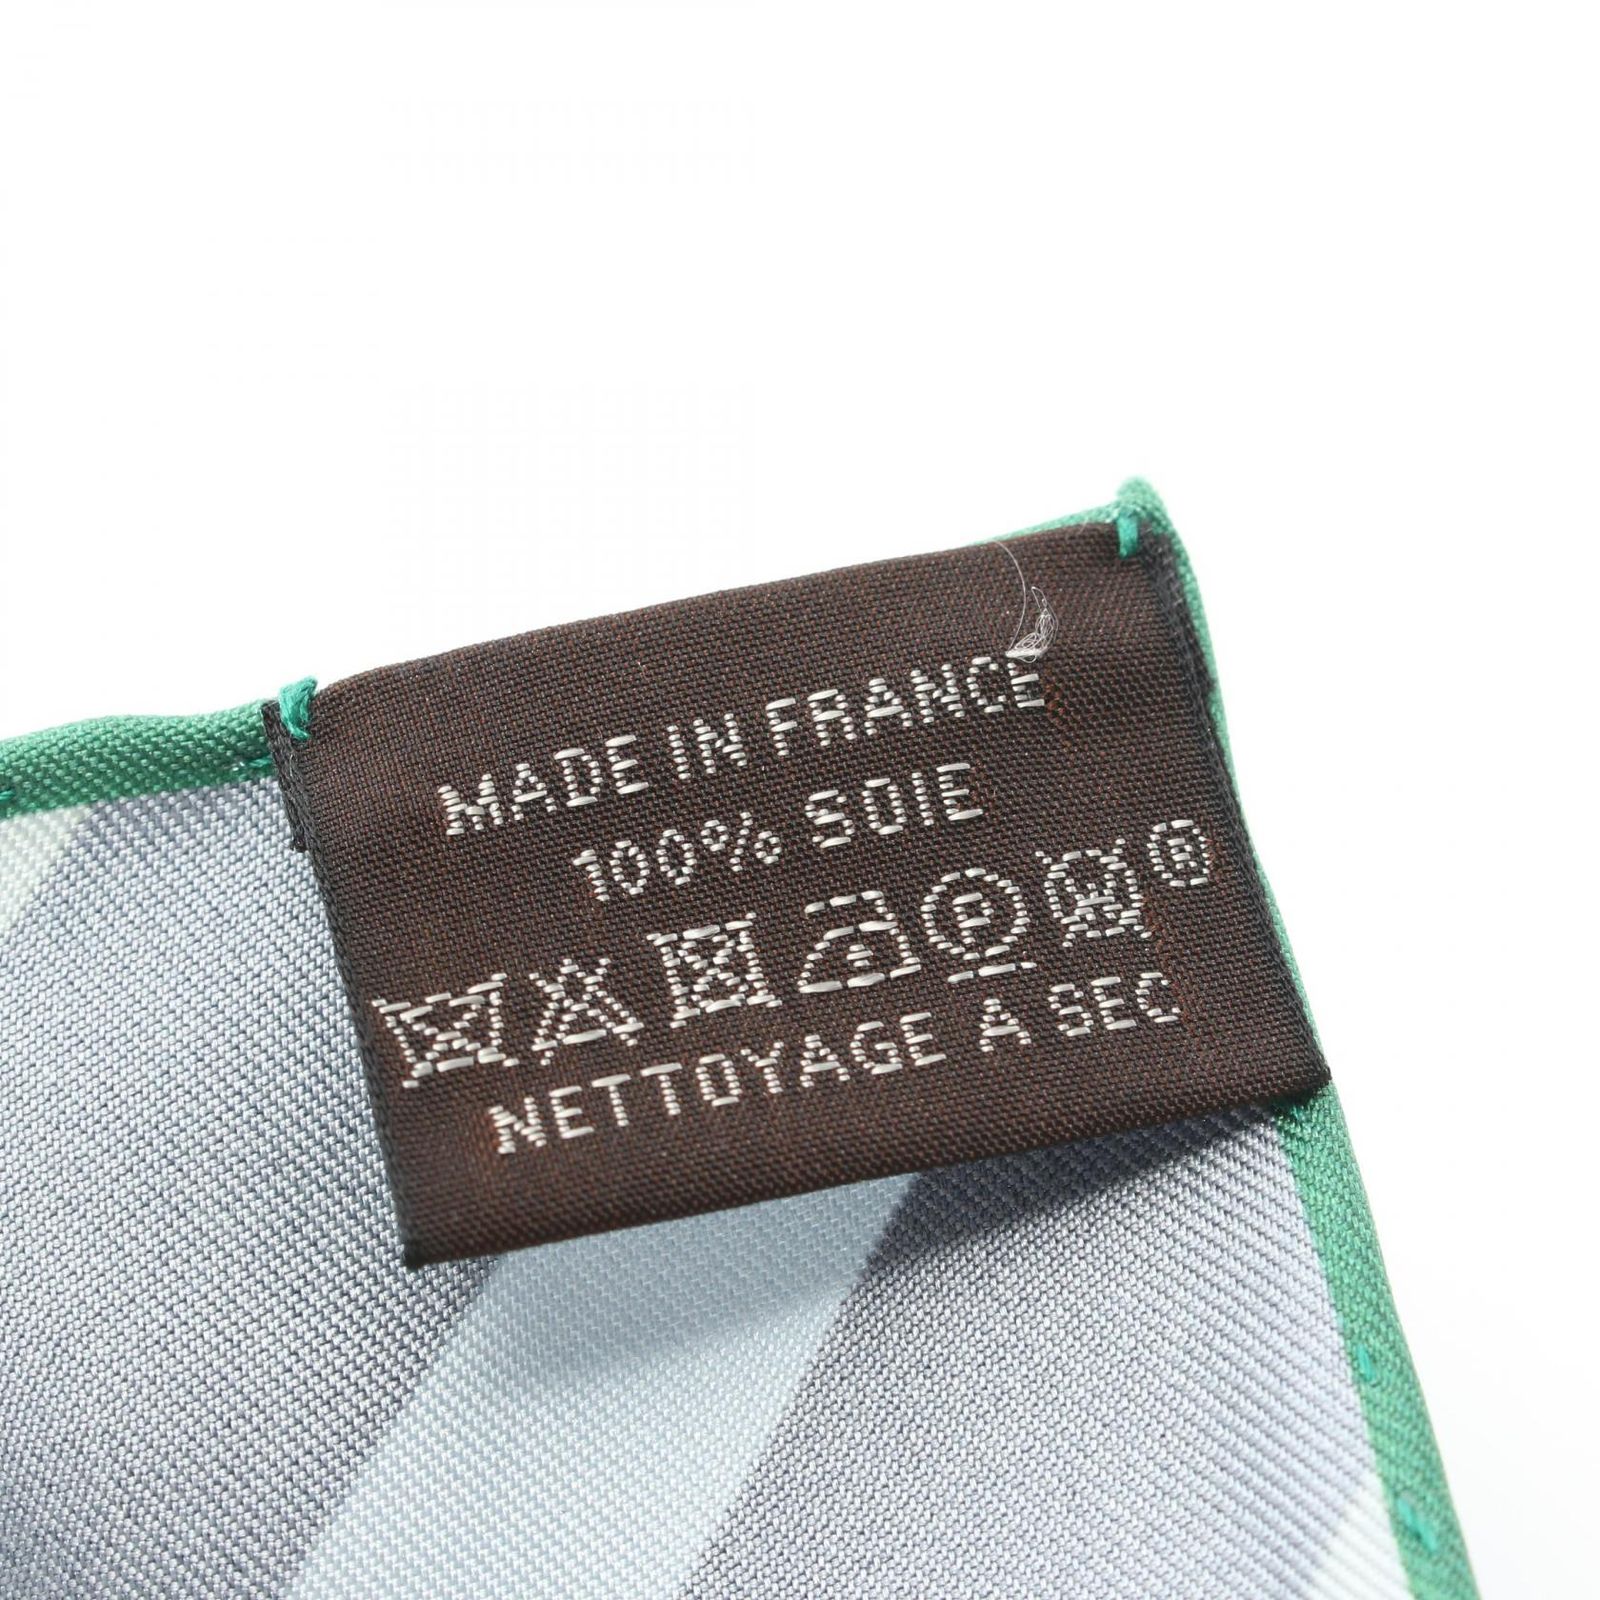 MADE IN FRANCE
100% SOIE
P W ®
NETTOYAGE A SEC